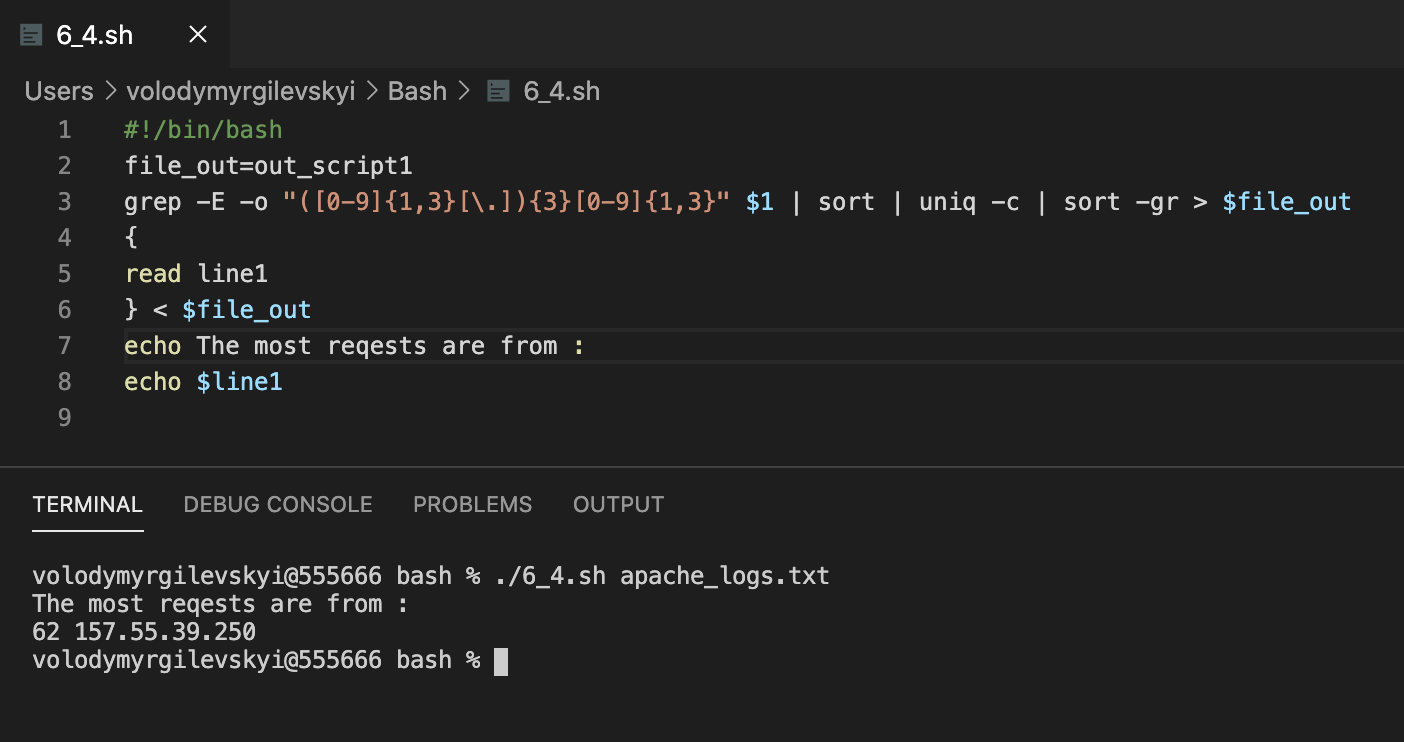 6_4.sh
Users > volodymyrgilevskyi > Bash > 6_4.sh
1 #!/bin/bash
2 file_out=out_script1
3 grep -E -o "([0-9]{1,3}[\.]){3}[0-9]{1,3}" $1 | sort | uniq -c | sort -gr > $file_out
4 {
5 read line1
6 } < $file_out
7 echo The most reqests are from :
8 echo $line1
9
TERMINAL DEBUG CONSOLE PROBLEMS OUTPUT
volodymyrgilevskyi@555666 bash % ./6_4.sh apache_logs.txt
The most reqests are from :
62 157.55.39.250
volodymyrgilevskyi@555666 bash %